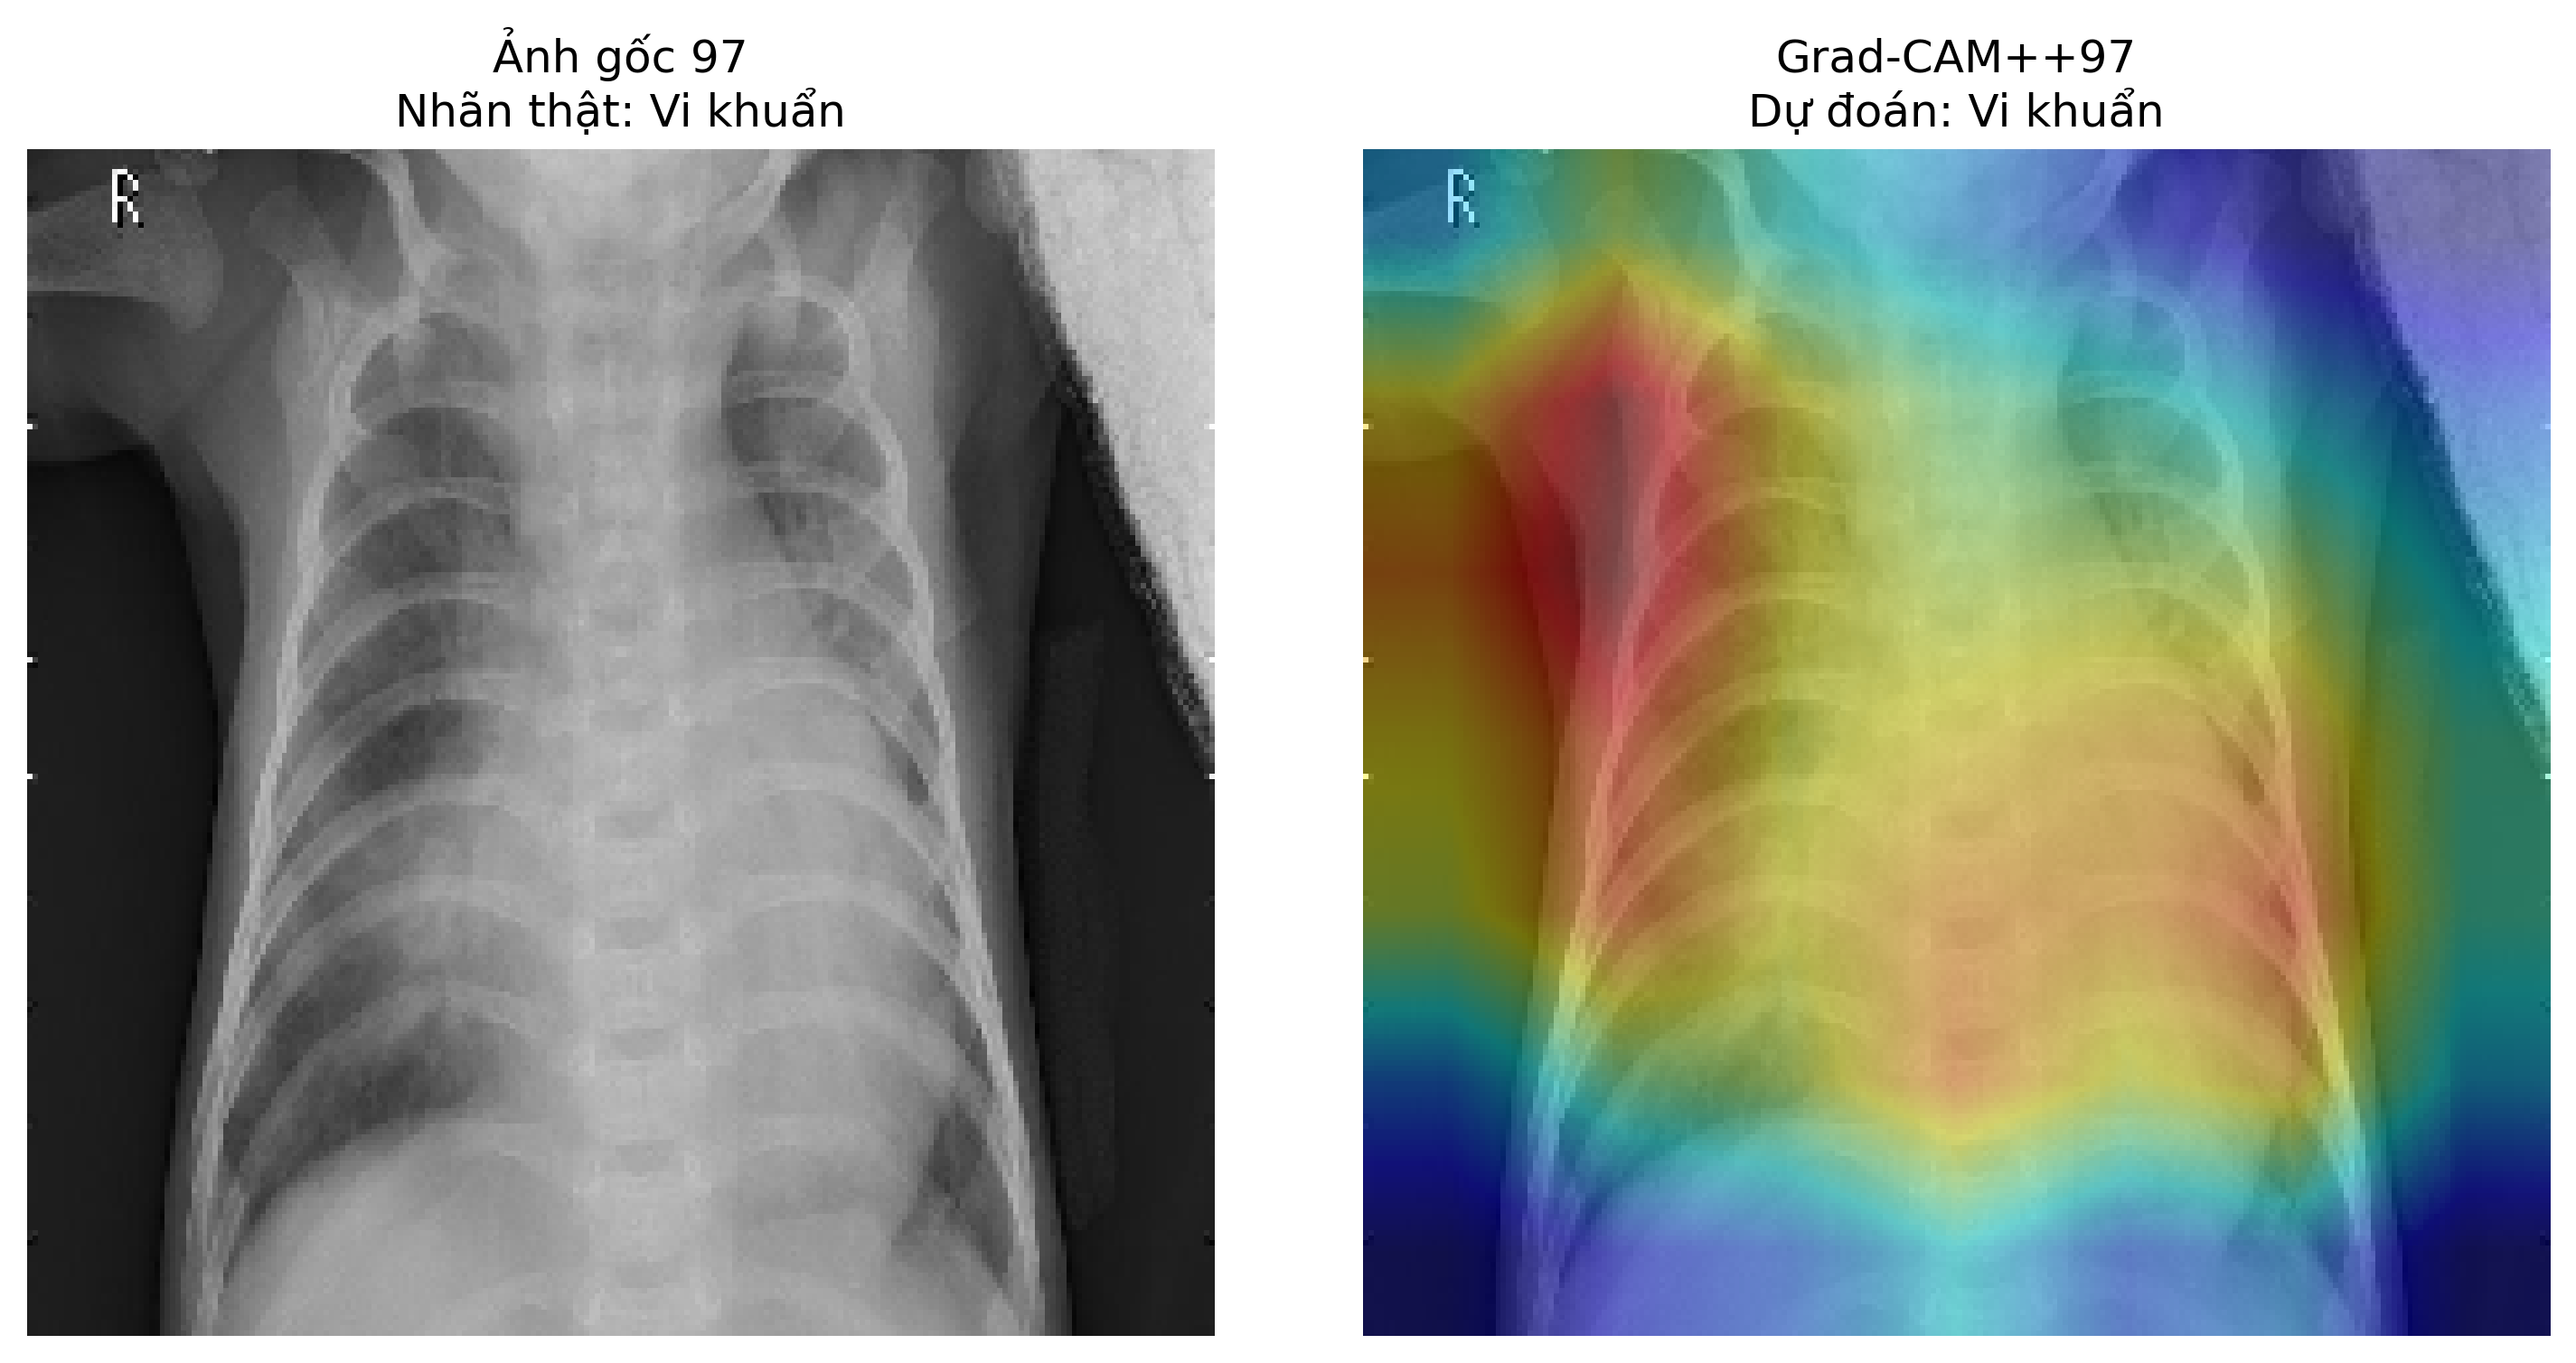 Ảnh gốc 97
Nhãn thật: Vi khuẩn
R
Grad-CAM++97
Dự đoán: Vi khuẩn
R